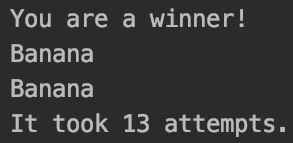 You are a winner!
Banana
Banana
It took 13 attempts.